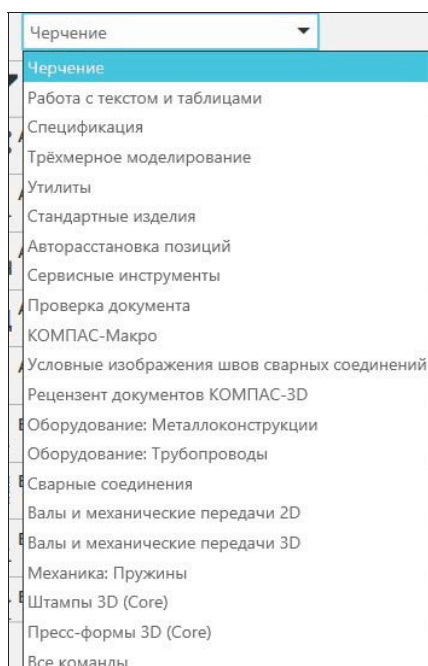 Черчение
Черчение
Работа с текстом и таблицами
Спецификация
Трёхмерное моделирование
Утилиты
Стандартные изделия
Авторасстановка позиций
Сервисные инструменты
Проверка документа
КОМПАС-Макро
Условные изображения швов сварных соединений
Рецензент документов КОМПАС-3D
Оборудование: Металлоконструкции
Оборудование: Трубопроводы
Сварные соединения
Валы и механические передачи 2D
Валы и механические передачи 3D
Механика: Пружины
Штампы 3D (Core)
Пресс-формы 3D (Core)
Все команды